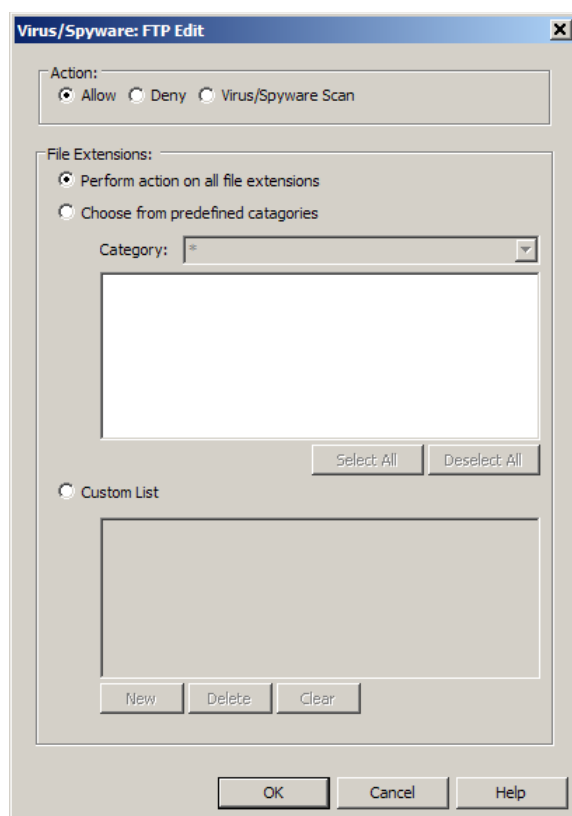 Virus/Spyware: FTP Edit
Action:
Allow Deny Virus/Spyware Scan
File Extensions:
Perform action on all file extensions
Choose from predefined catagories
Category: *
Select All Deselect All
Custom List
New Delete Clear
OK Cancel Help